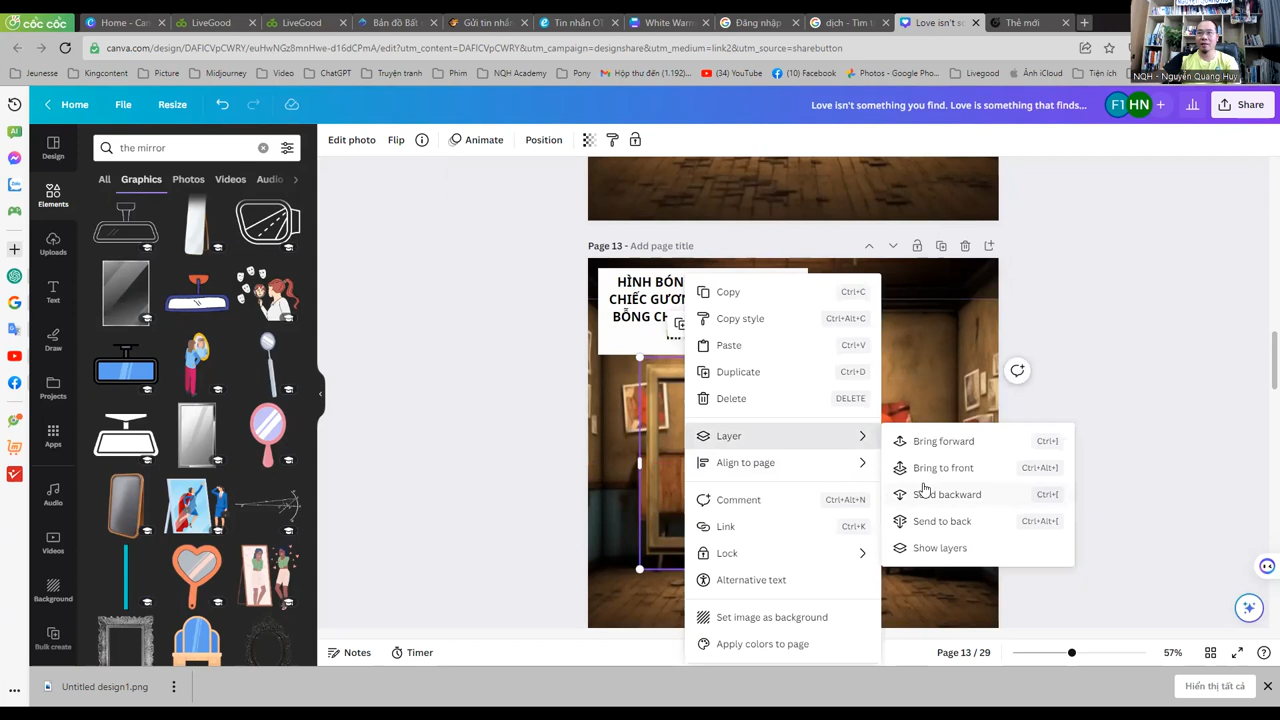 cốc cốc
Home - Can
LiveGood
LiveGood
Bản đồ Bất
Gửi tin nhắn
Tin nhắn OT
White Warm
Đăng nhập
dịch - Tìm t
Love isn't so
Thẻ mới
canva.com/design/DAFlCVpCWRY/euHwNGz8mnHwe-d16dCPmA/edit?utm_content=DAFlCVpCWRY&utm_campaign=designshare&utm_medium=link2&utm_source=sharebutton
Jeunesse
Kingcontent
Picture
Midjourney
Video
ChatGPT
Truyện tranh
Phim
NQH Academy
Pony
Hộp thư đến (1.192)...
(34) YouTube
(10) Facebook
Photos - Google Pho...
Livegood
Ảnh iCloud
Tiện ích
NQH - Nguyễn Quang Huy
Home
File
Resize
Love isn't something you find. Love is something that finds...
F1
HN
Share
Design
Elements
Uploads
Text
Draw
Projects
Apps
Audio
Videos
Background
Bulk create
the mirror
All
Graphics
Photos
Videos
Audio
Edit photo
Flip
Animate
Position
Page 13 - Add page title
HÌNH BÓN
CHIẾC GƯƠN
BỖNG CH
Copy Ctrl+C
Copy style Ctrl+Alt+C
Paste Ctrl+V
Duplicate Ctrl+D
Delete DELETE
Layer
Align to page
Comment Ctrl+Alt+N
Link Ctrl+K
Lock
Alternative text
Set image as background
Apply colors to page
Bring forward Ctrl+]
Bring to front Ctrl+Alt+]
backward Ctrl+[
Send to back Ctrl+Alt+[
Show layers
Notes
Timer
Page 13 / 29
57%
Untitled design1.png
Hiển thị tất cả